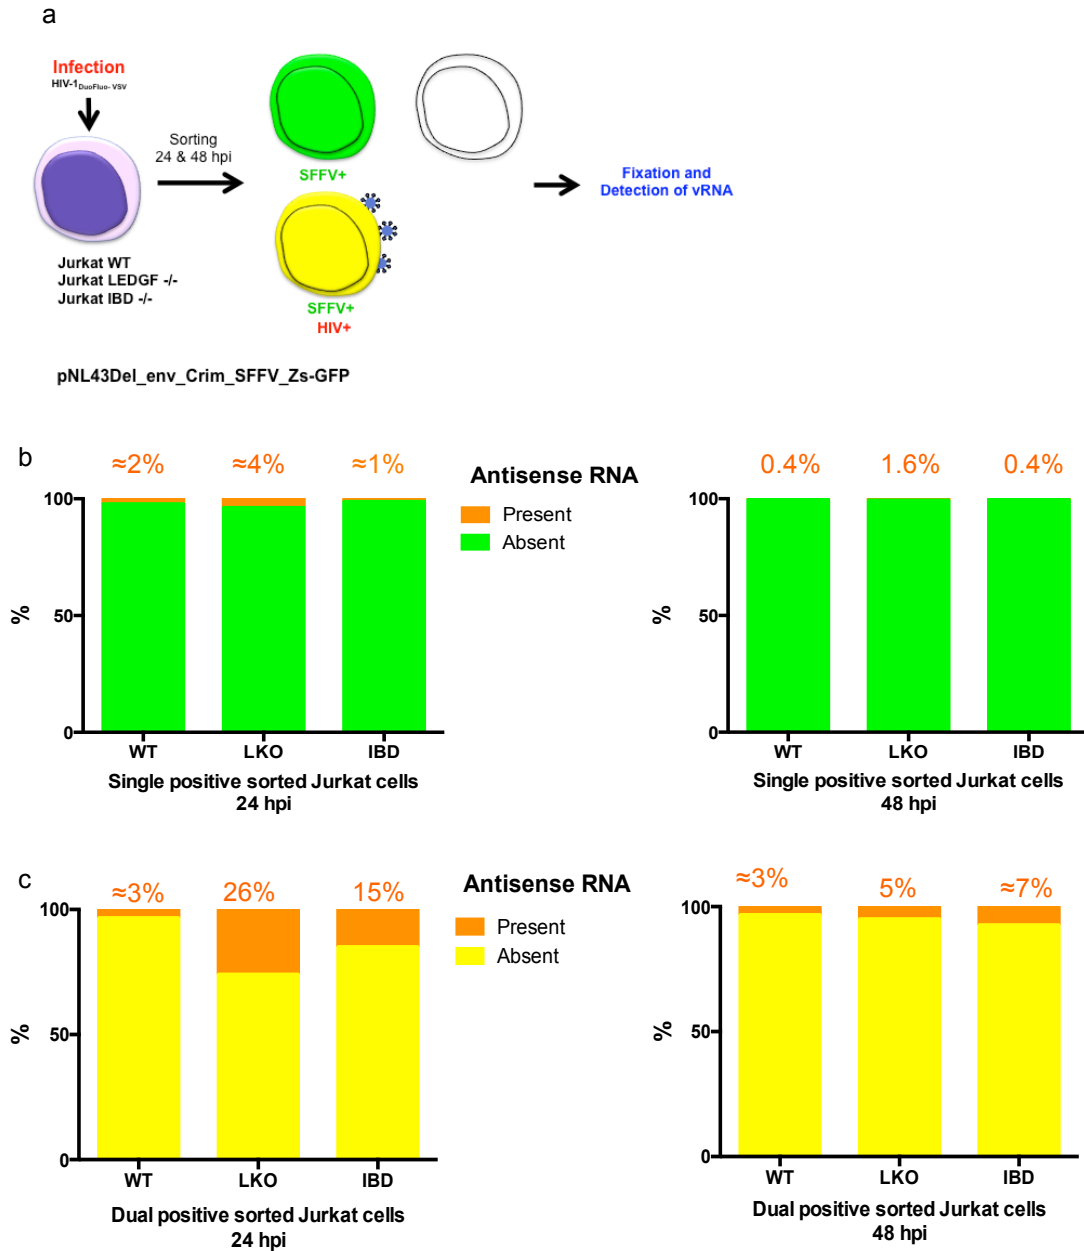 a
Infection
HIV-1DuoFluo- VSV
Sorting
24 & 48 hpi
Jurkat WT
Jurkat LEDGF -/-
Jurkat IBD -/-
SFFV+
SFFV+
HIV+
Fixation and
Detection of vRNA
pNL43Del_env_Crim_SFFV_Zs-GFP
b
≈2% ≈4% ≈1%
Antisense RNA
Present
Absent
0.4% 1.6% 0.4%
100
50
0
%
WT LKO IBD
Single positive sorted Jurkat cells
24 hpi
100
50
0
%
WT LKO IBD
Single positive sorted Jurkat cells
48 hpi
c
≈3% 26% 15%
Antisense RNA
Present
Absent
≈3% 5% ≈7%
100
50
0
%
WT LKO IBD
Dual positive sorted Jurkat cells
24 hpi
100
50
0
%
WT LKO IBD
Dual positive sorted Jurkat cells
48 hpi